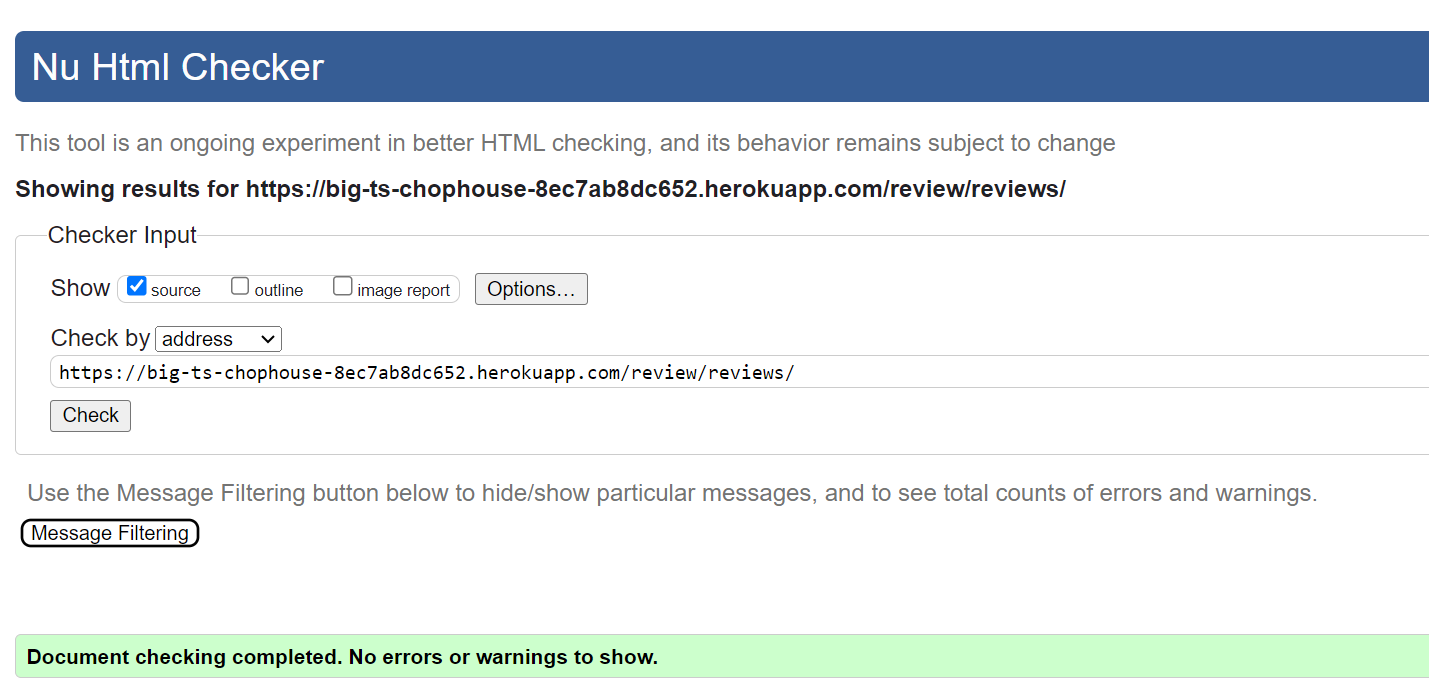 Nu Html Checker
This tool is an ongoing experiment in better HTML checking, and its behavior remains subject to change
Showing results for https://big-ts-chophouse-8ec7ab8dc652.herokuapp.com/review/reviews/
Checker Input
Show source outline image report Options...
Check by address
https://big-ts-chophouse-8ec7ab8dc652.herokuapp.com/review/reviews/
Check
Use the Message Filtering button below to hide/show particular messages, and to see total counts of errors and warnings.
Message Filtering
Document checking completed. No errors or warnings to show.